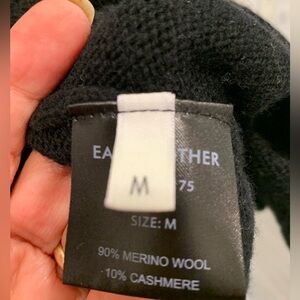 M
75
SIZE: M
90% MERINO WOOL
10% CASHMERE